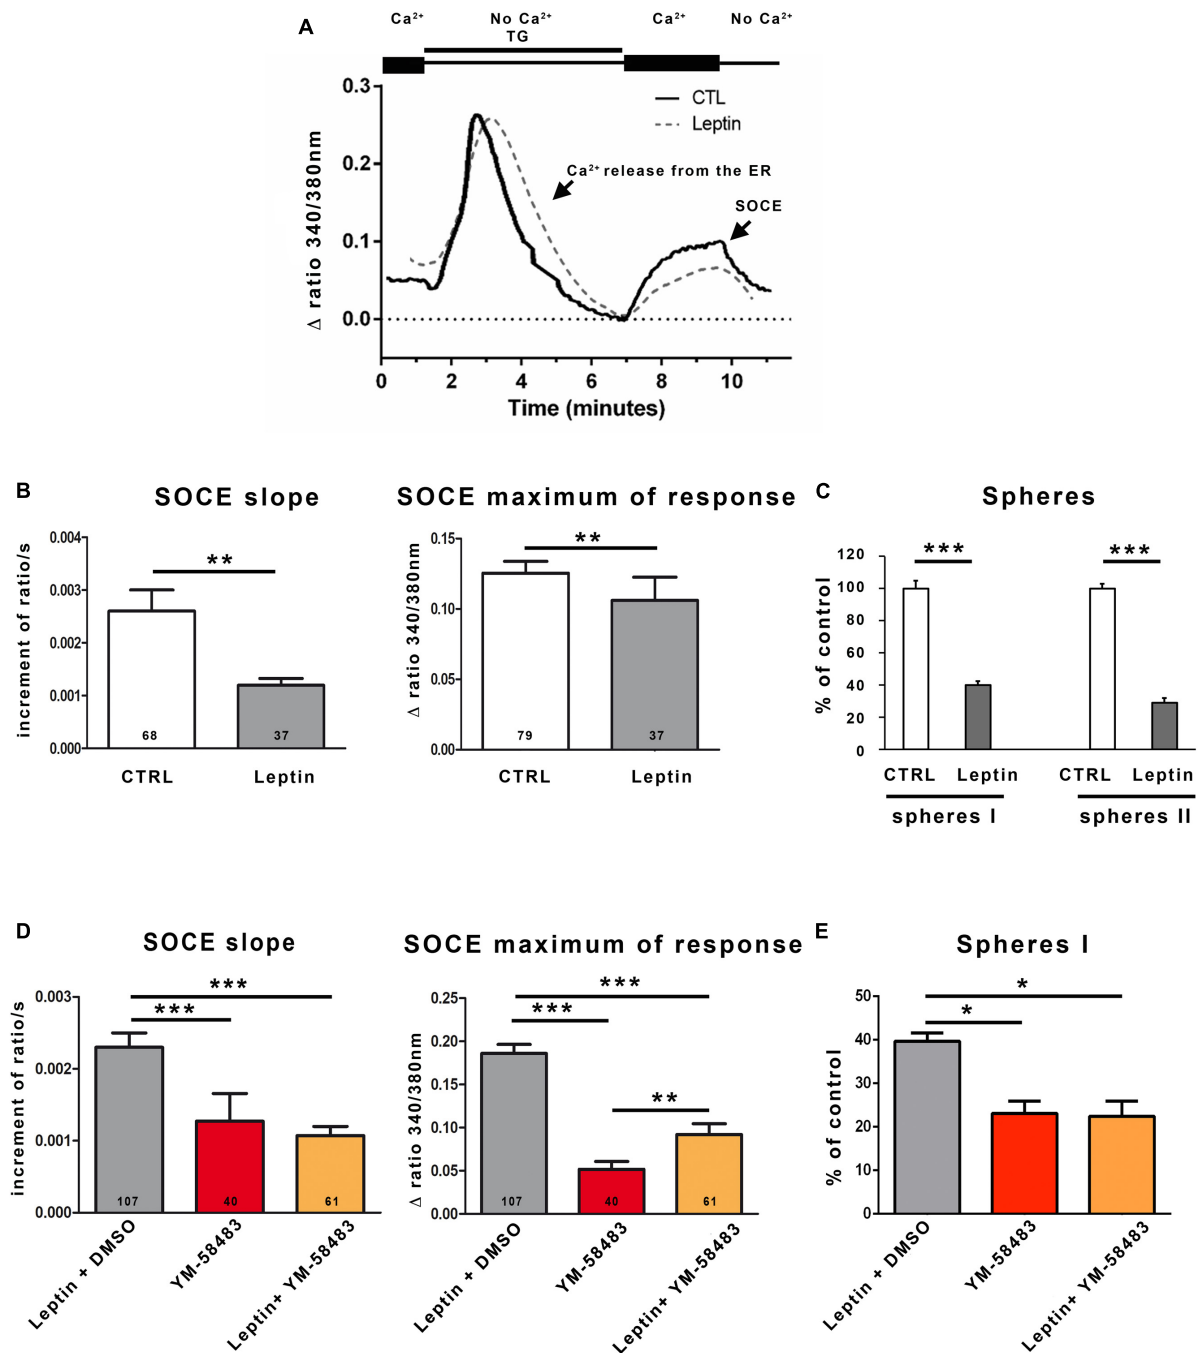 A
Ca²⁺ No Ca²⁺ Ca²⁺ No Ca²⁺
TG
0.3
0.2
0.1
0.0
Δ ratio 340/380nm
CTL
Leptin
Ca²⁺ release from the ER
SOCE
0 2 4 6 8 10
Time (minutes)
B
SOCE slope
increment of ratio/s
0.004
0.003
0.002
0.001
0.000
**
68 37
CTRL Leptin
SOCE maximum of response
Δ ratio 340/380nm
0.15
0.10
0.05
0.00
**
79 37
CTRL Leptin
C
Spheres
% of control
120
100
80
60
40
20
0
*** ***
CTRL Leptin CTRL Leptin
spheres I spheres II
D
SOCE slope
increment of ratio/s
0.003
0.002
0.001
0.000
***
***
107 40 61
Leptin + DMSO
YM-58483
Leptin+ YM-58483
SOCE maximum of response
Δ ratio 340/380nm
0.25
0.20
0.15
0.10
0.05
0.00
***
***
**
107 40 61
Leptin + DMSO
YM-58483
Leptin+ YM-58483
E
Spheres I
% of control
50
40
30
20
10
0
*
*
Leptin + DMSO
YM-58483
Leptin+ YM-58483